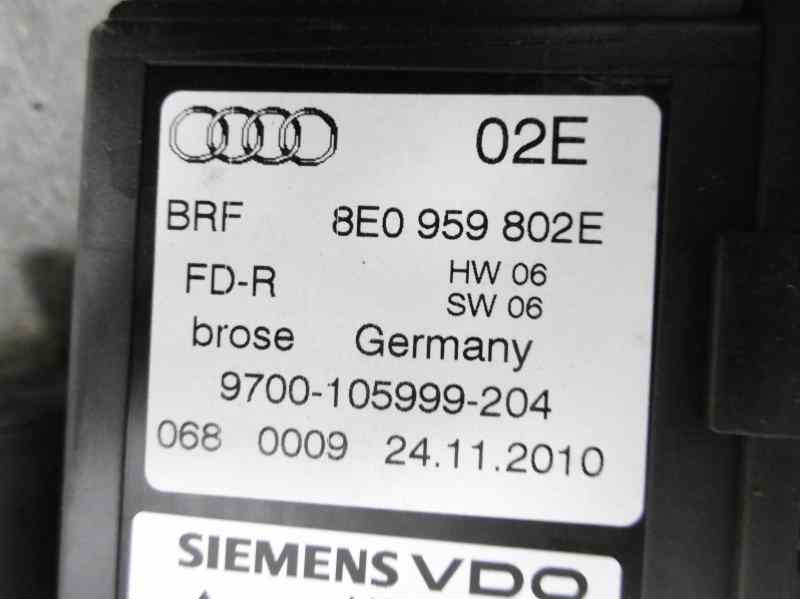 02E
BRF 8E0 959 802E
FD-R HW 06
SW 06
brose Germany
9700-105999-204
068 0009 24.11.2010
SIEMENS VDO